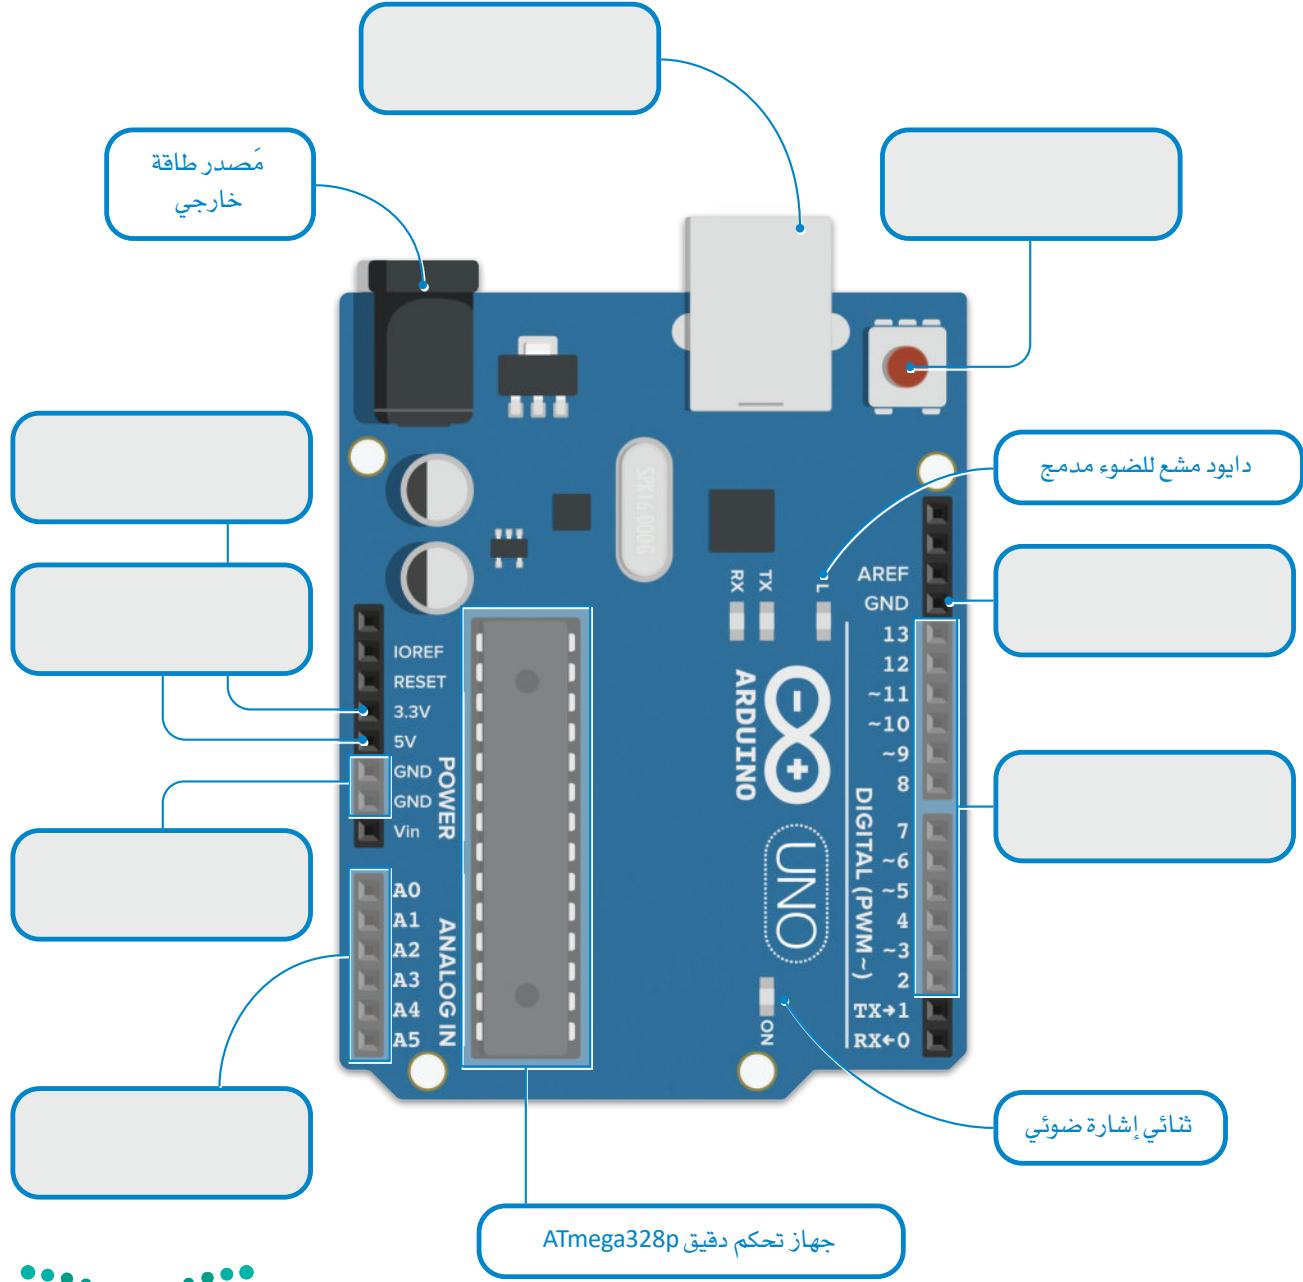 مَصدر طاقة
خارجي
دايود مشع للضوء مدمج
SPK16.000G
RX
TX
L
AREF
GND
13
12
~11
~10
~9
8
7
~6
~5
4
~3
2
TX→1
RX←0
DIGITAL (PWM ~)
ARDUINO
UNO
ON
IOREF
RESET
3.3V
5V
GND
GND
Vin
POWER
A0
A1
A2
A3
A4
A5
ANALOG IN
ثنائي إشارة ضوئي
جهاز تحكم دقيق ATmega328p